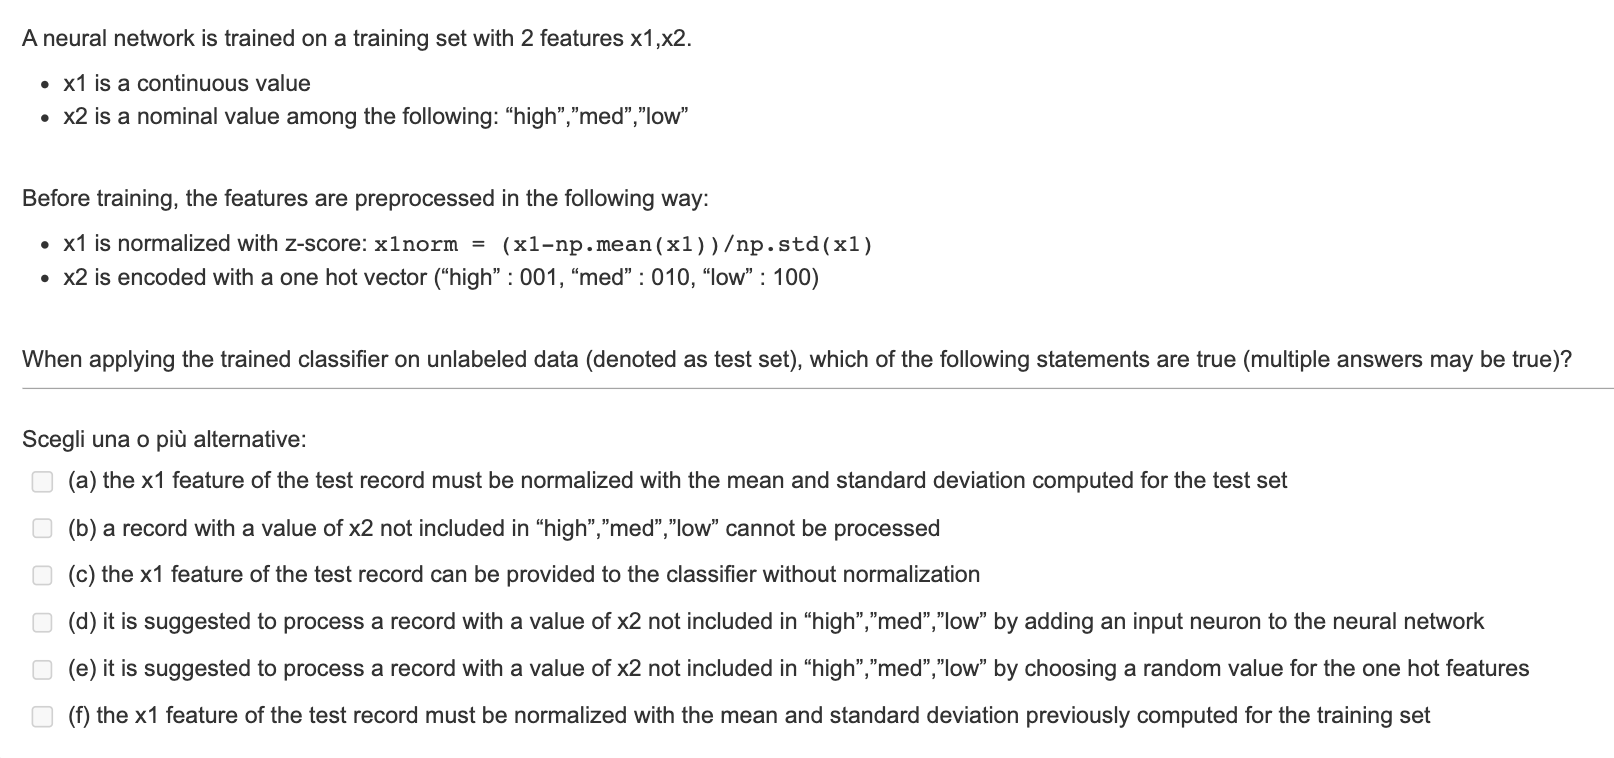 A neural network is trained on a training set with 2 features x1,x2.
• x1 is a continuous value
• x2 is a nominal value among the following: “high”,”med”,”low”
Before training, the features are preprocessed in the following way:
• x1 is normalized with z-score: x1norm = (x1-np.mean(x1))/np.std(x1)
• x2 is encoded with a one hot vector (“high” : 001, “med” : 010, “low” : 100)
When applying the trained classifier on unlabeled data (denoted as test set), which of the following statements are true (multiple answers may be true)?
Scegli una o più alternative:
(a) the x1 feature of the test record must be normalized with the mean and standard deviation computed for the test set
(b) a record with a value of x2 not included in “high”,”med”,”low” cannot be processed
(c) the x1 feature of the test record can be provided to the classifier without normalization
(d) it is suggested to process a record with a value of x2 not included in “high”,”med”,”low” by adding an input neuron to the neural network
(e) it is suggested to process a record with a value of x2 not included in “high”,”med”,”low” by choosing a random value for the one hot features
(f) the x1 feature of the test record must be normalized with the mean and standard deviation previously computed for the training set